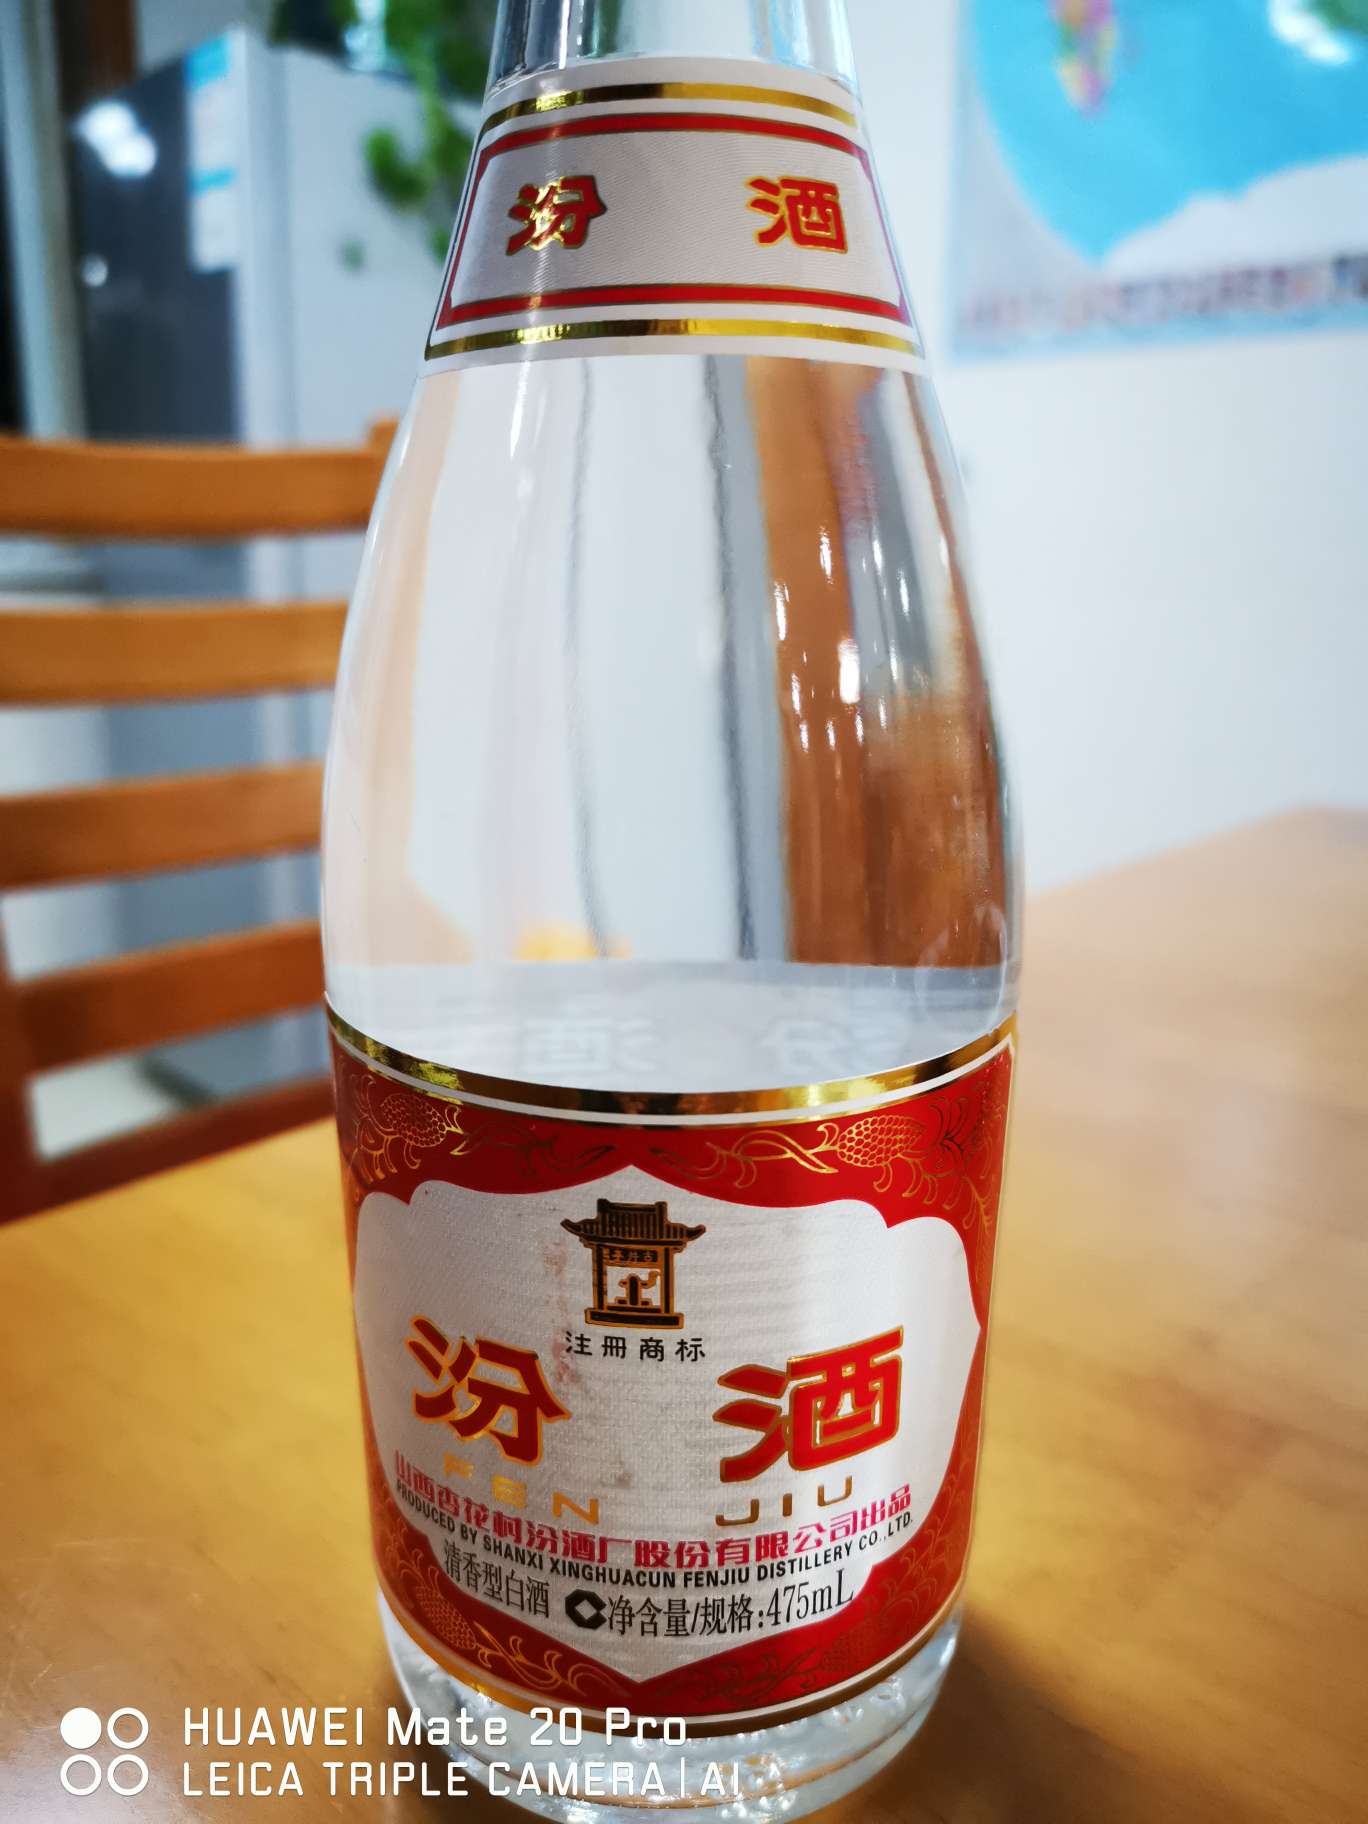 汾 酒
注冊商标
汾 酒
FEN JIU
山西杏花村汾酒厂股份有限公司出品
PRODUCED BY SHANXI XINGHUACUN FENJIU DISTILLERY CO.,LTD.
清香型白酒 净含量/规格:475mL
HUAWEI Mate 20 Pro
LEICA TRIPLE CAMERA | AI